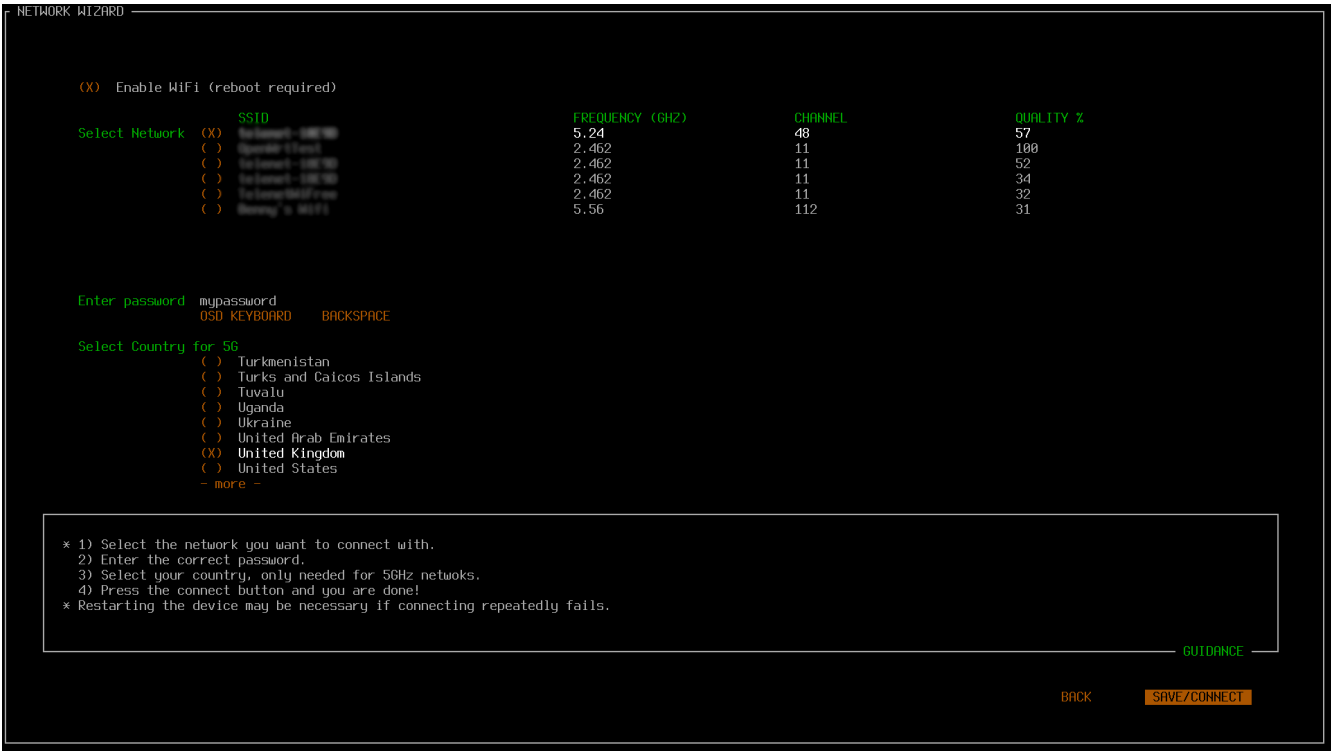 NETWORK WIZARD
(X) Enable WiFi (reboot required)
SSID FREQUENCY (GHZ) CHANNEL QUALITY %
Select Network (X) 5.24 48 57
( ) 2.462 11 100
( ) 2.462 11 52
( ) 2.462 11 34
( ) 2.462 11 32
( ) 5.56 112 31
Enter password mypassword
OSD KEYBOARD BACKSPACE
Select Country for 5G
( ) Turkmenistan
( ) Turks and Caicos Islands
( ) Tuvalu
( ) Uganda
( ) Ukraine
( ) United Arab Emirates
(X) United Kingdom
( ) United States
- more -
* 1) Select the network you want to connect with.
2) Enter the correct password.
3) Select your country, only needed for 5GHz netwoks.
4) Press the connect button and you are done!
* Restarting the device may be necessary if connecting repeatedly fails.
GUIDANCE
BACK SAVE/CONNECT